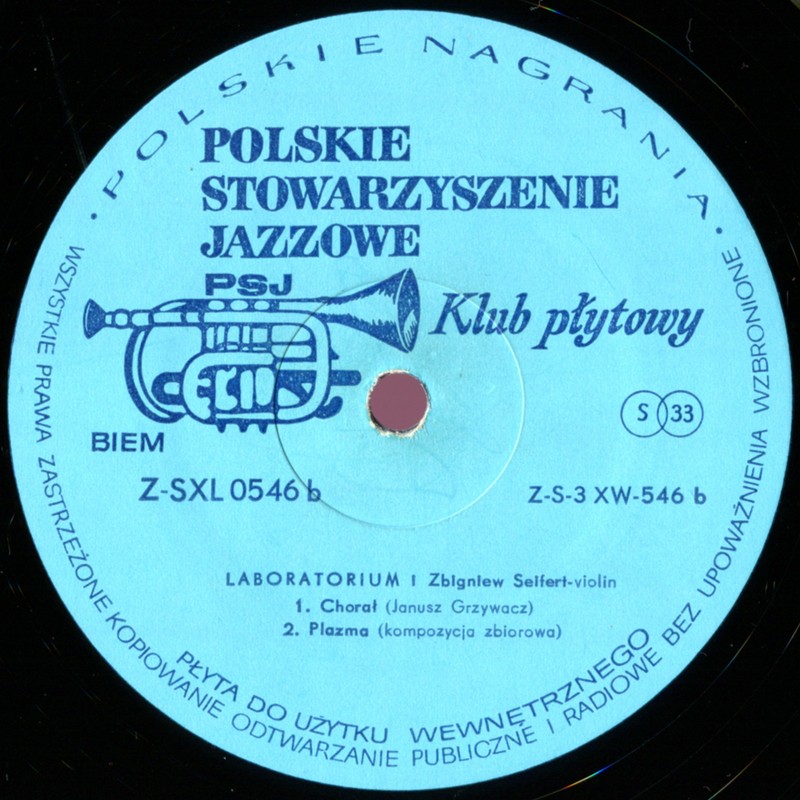 • POLSKIE NAGRANIA •
POLSKIE
STOWARZYSZENIE
JAZZOWE
PSJ
Klub płytowy
S 33
BIEM
Z-SXL 0546 b
Z-S-3 XW-546 b
LABORATORIUM i Zbigniew Seifert-violin
1. Chorał (Janusz Grzywacz)
2. Plazma (kompozycja zbiorowa)
PŁYTA DO UŻYTKU WEWNĘTRZNEGO
WSZYSTKIE PRAWA ZASTRZEŻONE KOPIOWANIE ODTWARZANIE PUBLICZNE I RADIOWE BEZ UPOWAŻNIENIA WZBRONIONE